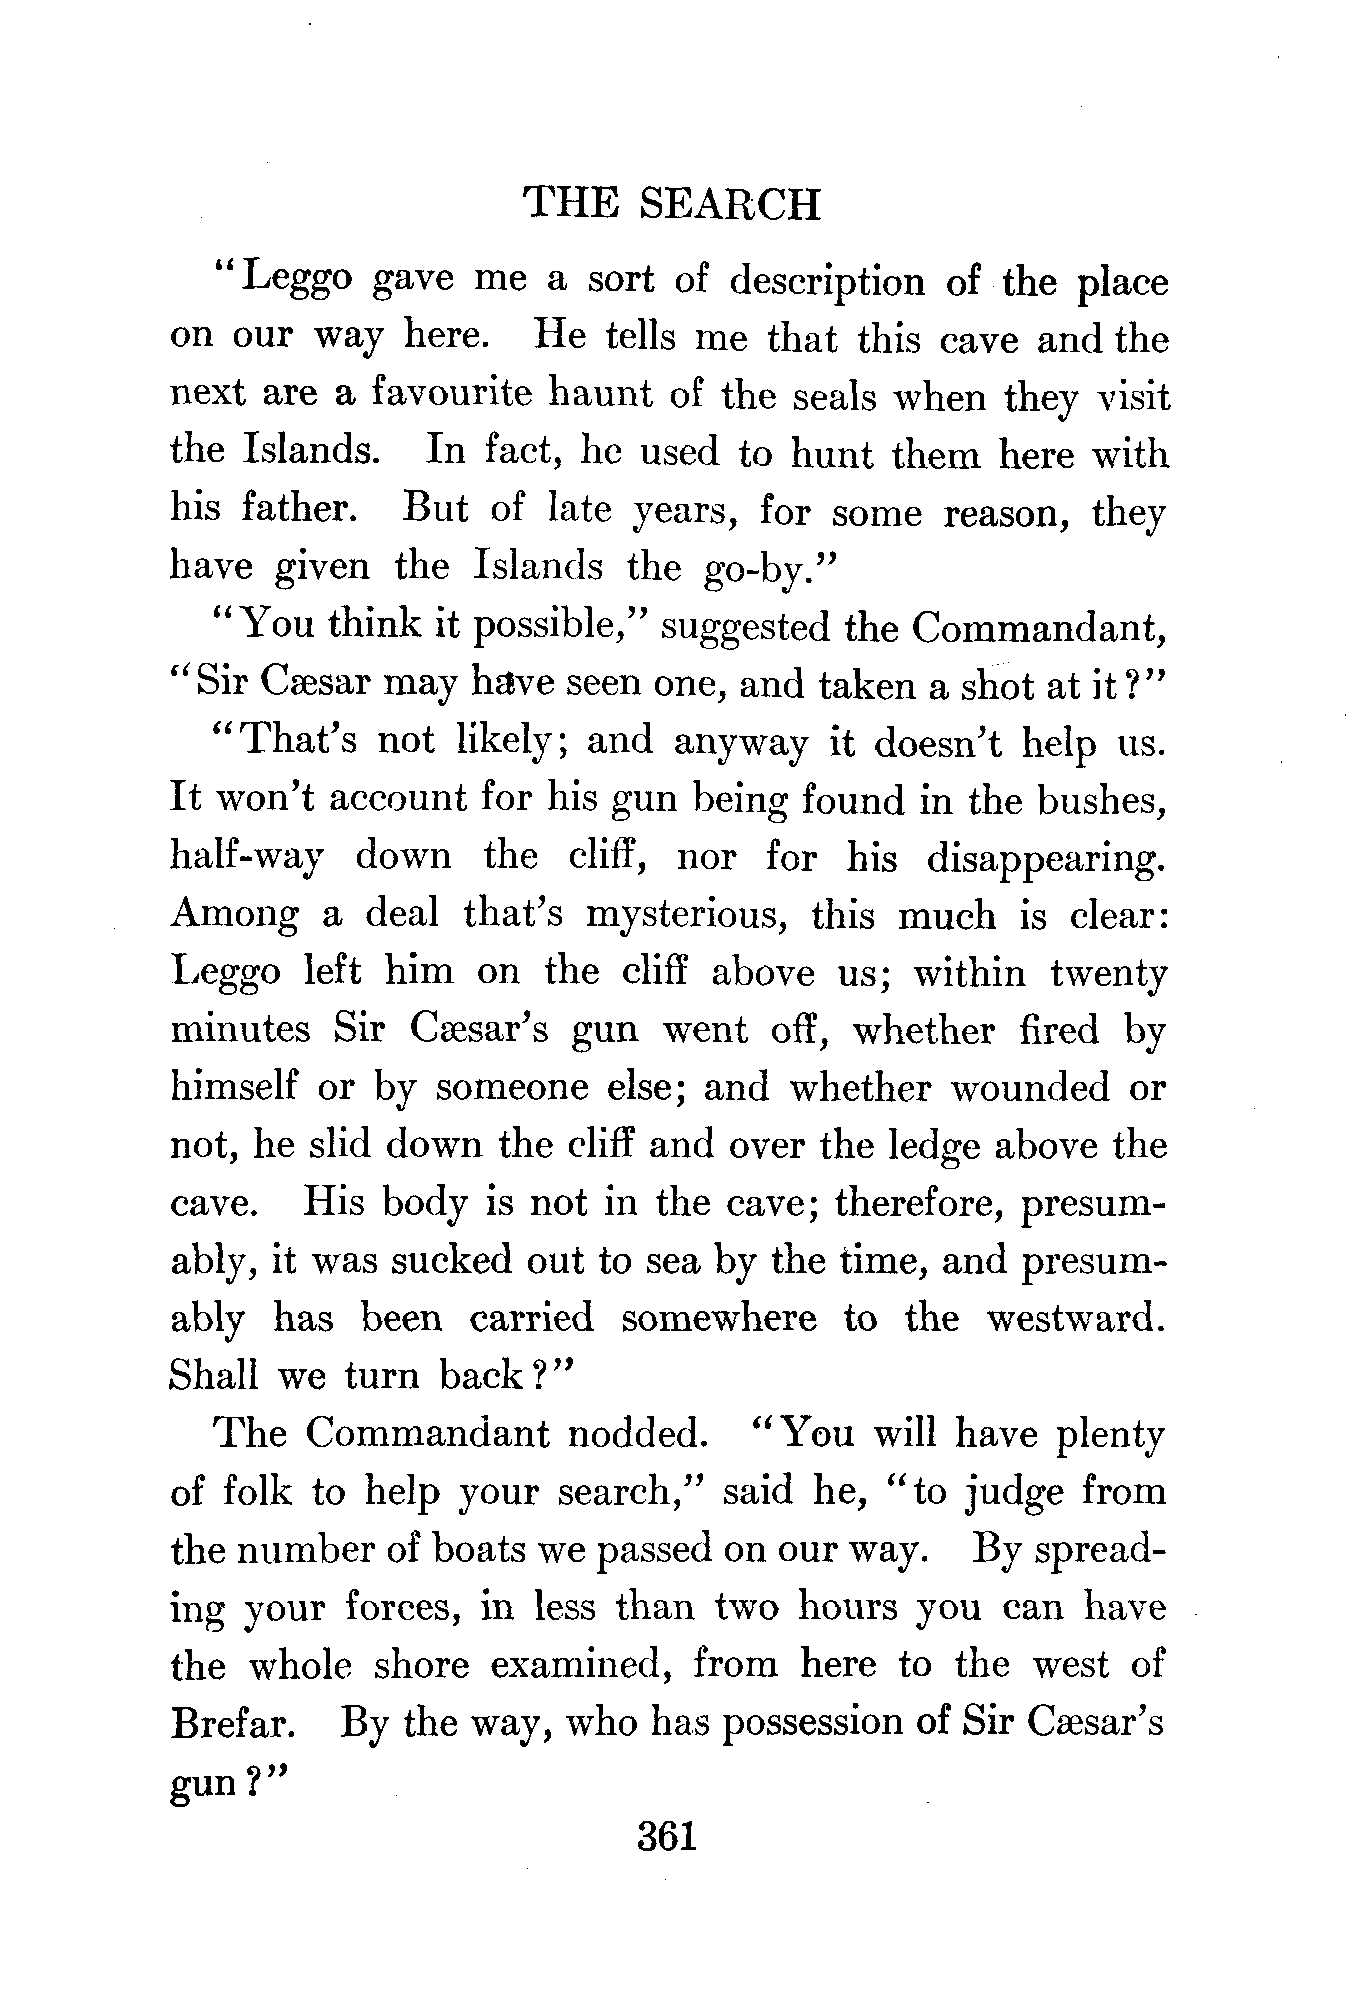 THE SEARCH
"Leggo gave me a sort of description of the place
on our way here. He tells me that this cave and the
next are a favourite haunt of the seals when they visit
the Islands. In fact, he used to hunt them here with
his father. But of late years, for some reason, they
have given the Islands the go-by."
"You think it possible," suggested the Commandant,
"Sir Cæsar may have seen one, and taken a shot at it?"
"That's not likely; and anyway it doesn't help us.
It won't account for his gun being found in the bushes,
half-way down the cliff, nor for his disappearing.
Among a deal that's mysterious, this much is clear:
Leggo left him on the cliff above us; within twenty
minutes Sir Cæsar's gun went off, whether fired by
himself or by someone else; and whether wounded or
not, he slid down the cliff and over the ledge above the
cave. His body is not in the cave; therefore, presum-
ably, it was sucked out to sea by the time, and presum-
ably has been carried somewhere to the westward.
Shall we turn back?"
The Commandant nodded. "You will have plenty
of folk to help your search," said he, "to judge from
the number of boats we passed on our way. By spread-
ing your forces, in less than two hours you can have
the whole shore examined, from here to the west of
Brefar. By the way, who has possession of Sir Cæsar's
gun?"
361